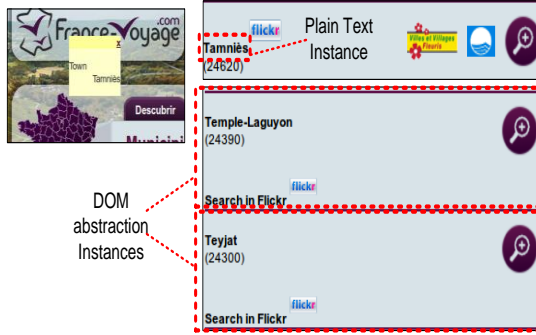 France-Voyage
.com
x
Town
Tamniès
Descubrir
flickr
Tamniès
(24620)
Plain Text
Instance
Villes et Villages
Fleuris
Temple-Laguyon
(24390)
flickr
Search in Flickr
DOM
abstraction
Instances
Teyjat
(24300)
flickr
Search in Flickr